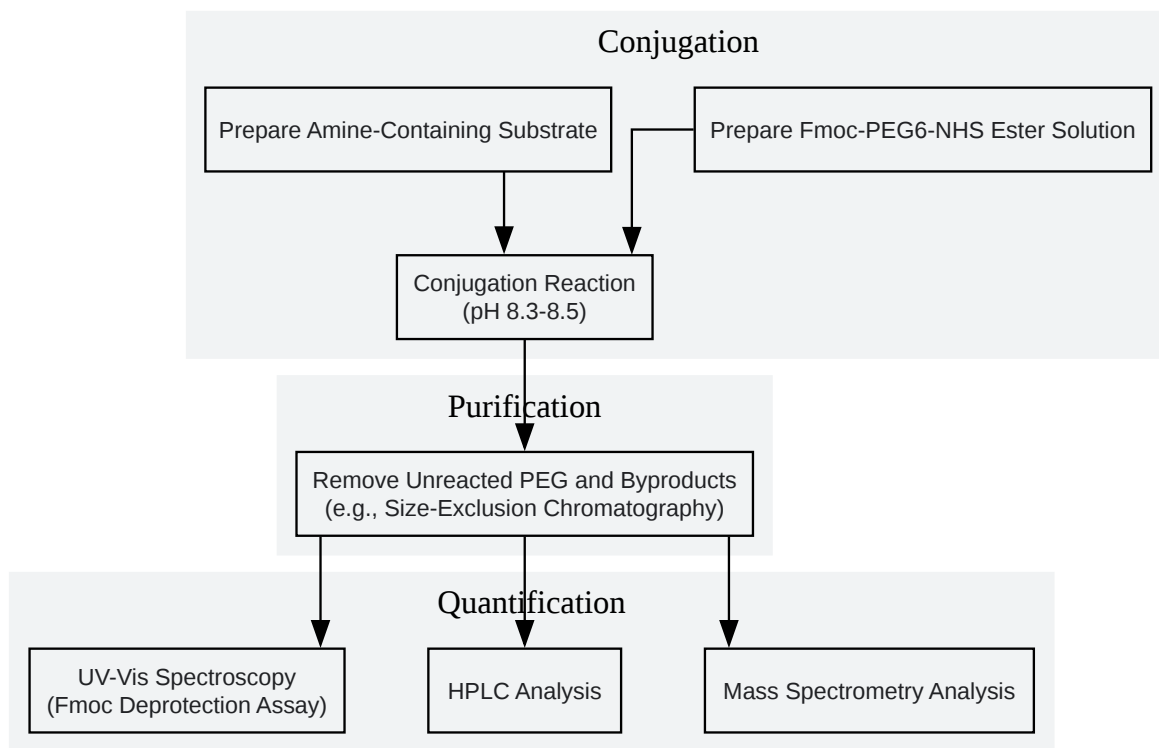 Conjugation
Prepare Amine-Containing Substrate
Prepare Fmoc-PEG6-NHS Ester Solution
Conjugation Reaction
(pH 8.3-8.5)
Purification
Remove Unreacted PEG and Byproducts
(e.g., Size-Exclusion Chromatography)
Quantification
UV-Vis Spectroscopy
(Fmoc Deprotection Assay)
HPLC Analysis
Mass Spectrometry Analysis